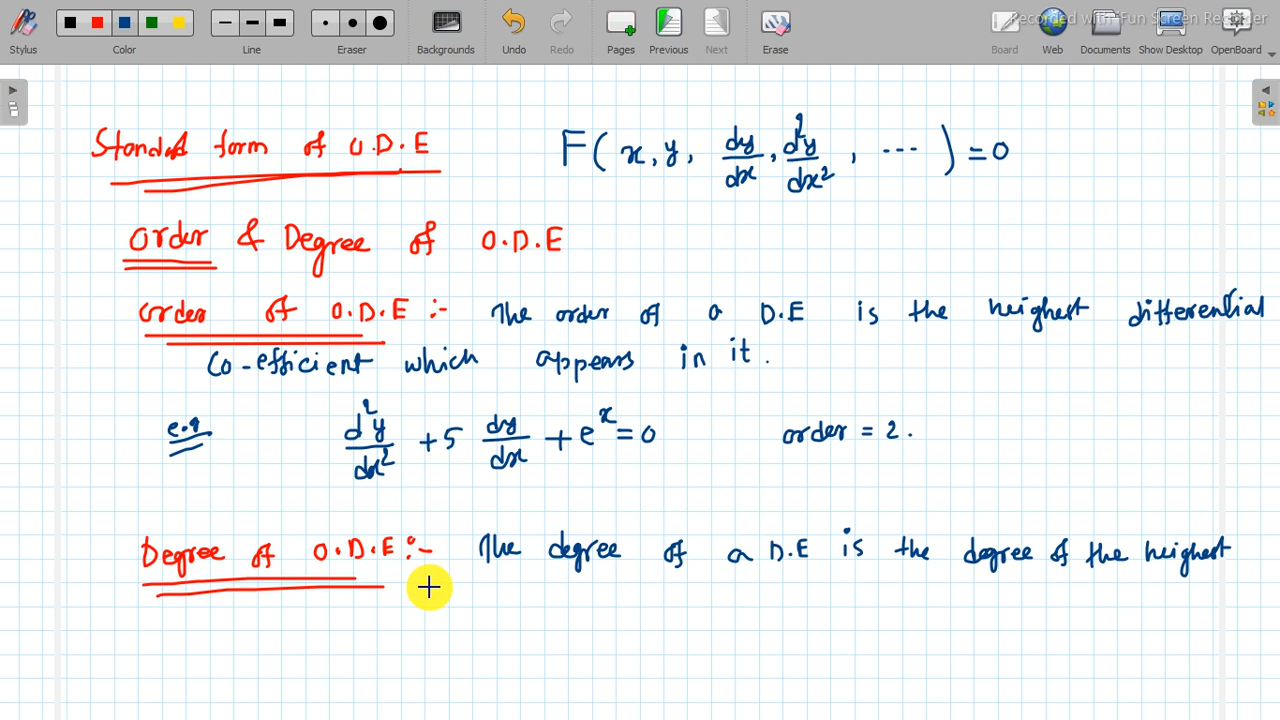 Recorded with Fun Screen Recorder
Stylus Color Line Eraser Backgrounds Undo Redo Pages Previous Next Erase Board Web Documents Show Desktop OpenBoard
Standard form of O.D.E F(x, y, dy/dx, d²y/dx², ...) = 0
Order & Degree of O.D.E
Order of O.D.E :- The order of a D.E is the heighest differential
Co-efficient which appears in it.
e.g d²y/dx² + 5 dy/dx + eˣ = 0 order = 2.
Degree of O.D.E :- The degree of a D.E is the degree of the heighest